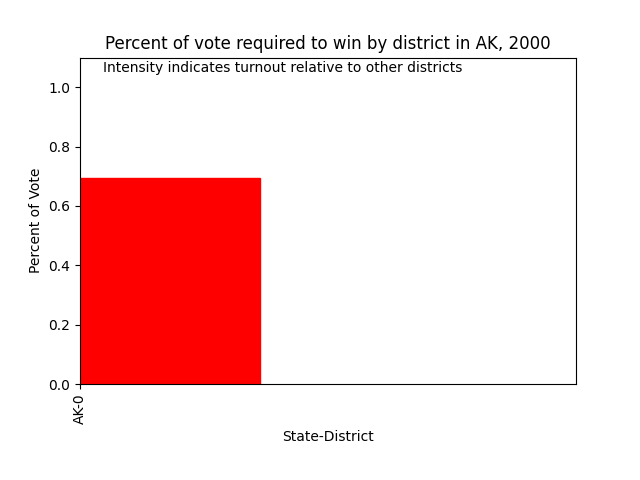 Percent of vote required to win by district in AK, 2000
Intensity indicates turnout relative to other districts
1.0
0.8
0.6
0.4
0.2
0.0
Percent of Vote
AK-0
State-District